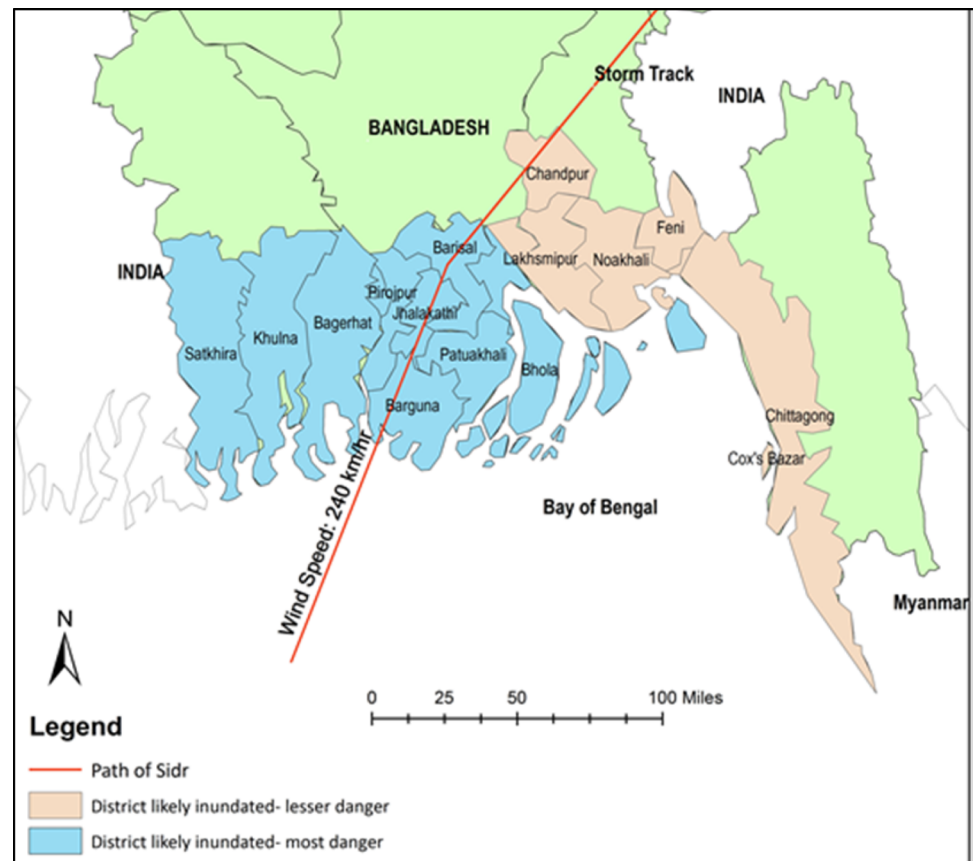 Storm Track
INDIA
BANGLADESH
Chandpur
Feni
Barisal
Lakhsmipur
Noakhali
INDIA
Pirojpur
Jhalakathi
Bagerhat
Khulna
Satkhira
Patuakhali
Bhola
Barguna
Chittagong
Cox's Bazar
Wind Speed: 240 km/hr
Bay of Bengal
Myanmar
N
0 25 50 100 Miles
Legend
Path of Sidr
District likely inundated- lesser danger
District likely inundated- most danger